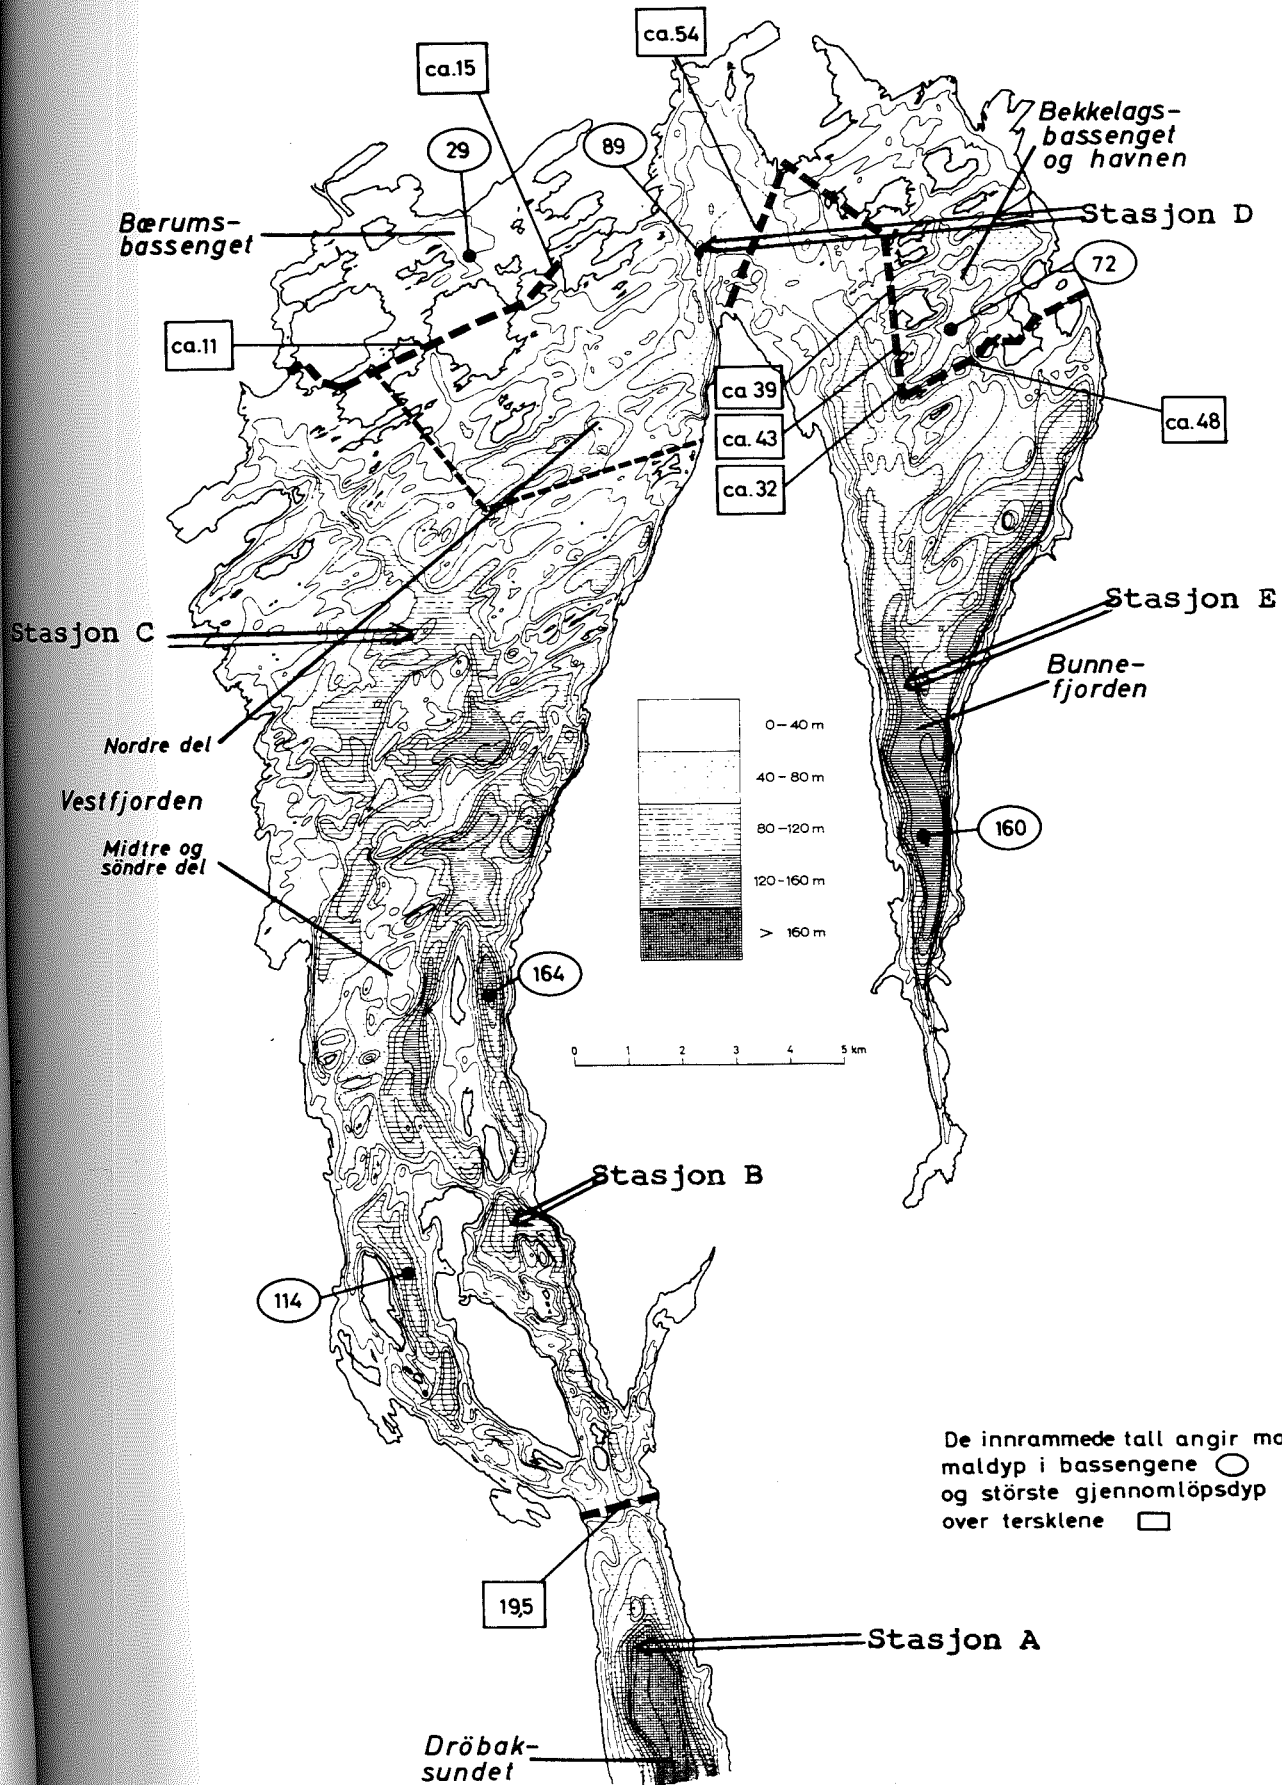 ca.54
ca.15
29
89
Bekkelags-
bassenget
og havnen
Bærums-
bassenget
Stasjon D
72
ca.11
ca 39
ca. 43
ca.32
ca.48
Stasjon C
Stasjon E
Bunne-
fjorden
Nordre del
Vestfjorden
Midtre og
söndre del
0-40 m
40-80 m
80-120 m
120-160 m
> 160 m
160
164
0 1 2 3 4 5 km
Stasjon B
114
De innrammede tall angir ma
maldyp i bassengene
og störste gjennomlöpsdyp
over tersklene
19,5
Stasjon A
Dröbak-
sundet